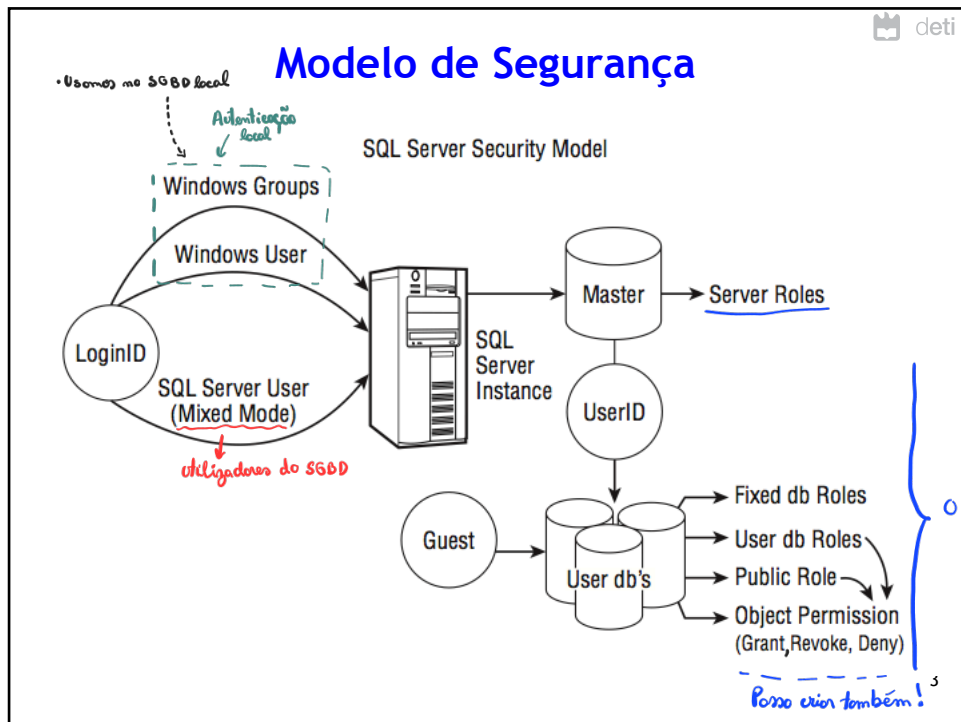 deti
Modelo de Segurança
• Usamos no SGBD local
Autenticação
local
SQL Server Security Model
Windows Groups
Windows User
LoginID
SQL Server User
(Mixed Mode)
utilizadores do SGBD
SQL
Server
Instance
Master
Server Roles
UserID
Guest
User db's
Fixed db Roles
User db Roles
Public Role
Object Permission
(Grant, Revoke, Deny)
Posso criar também!
3